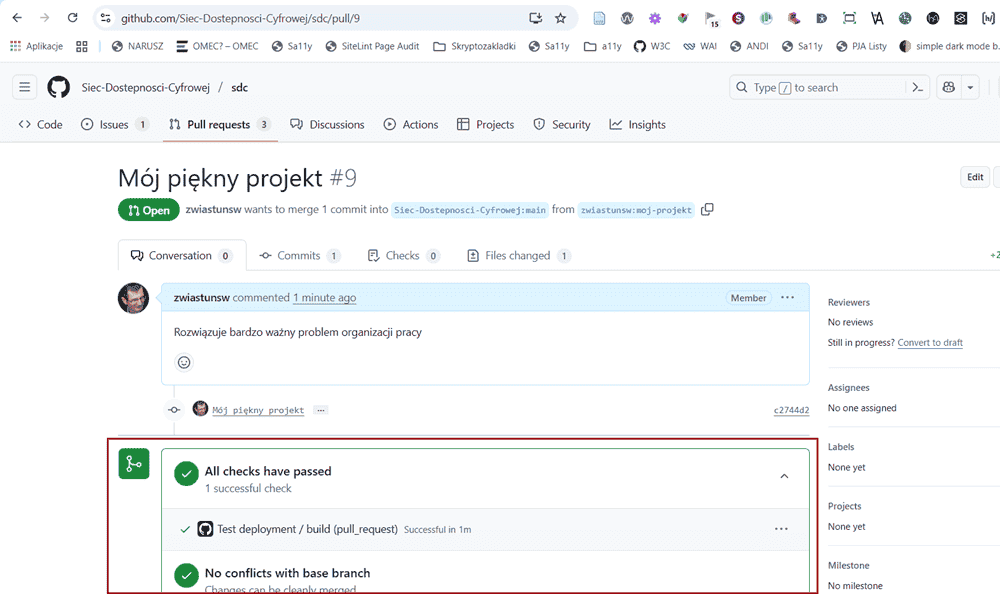 github.com/Siec-Dostepnosci-Cyfrowej/sdc/pull/9
15
Aplikacje NARUSZ OMEC? – OMEC Sa11y SiteLint Page Audit Skryptozakładki Sa11y a11y W3C WAI ANDI Sa11y PJA Listy simple dark mode b.
Siec-Dostepnosci-Cyfrowej / sdc
Type / to search
Code Issues 1 Pull requests 3 Discussions Actions Projects Security Insights
Mój piękny projekt #9
Edit
Open zwiastunsw wants to merge 1 commit into Siec-Dostepnosci-Cyfrowej:main from zwiastunsw:moj-projekt
Conversation 0 Commits 1 Checks 0 Files changed 1
+2
zwiastunsw commented 1 minute ago Member ...
Rozwiązuje bardzo ważny problem organizacji pracy
Mój piękny projekt ... c2744d2
All checks have passed
1 successful check
Test deployment / build (pull_request) Successful in 1m ...
No conflicts with base branch
Changes can be cleanly merged.
Reviewers
No reviews
Still in progress? Convert to draft
Assignees
No one assigned
Labels
None yet
Projects
None yet
Milestone
No milestone